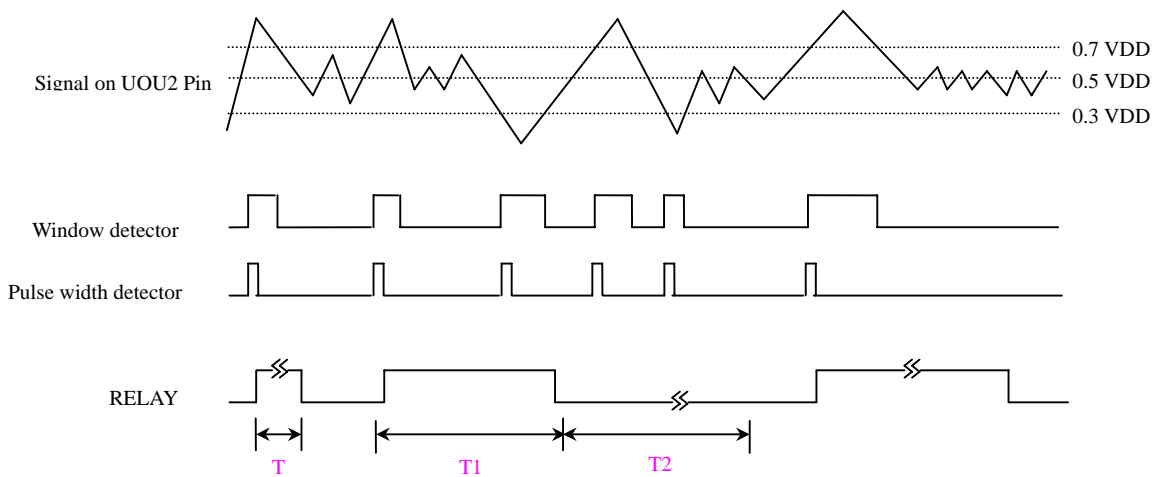 0.7 VDD
Signal on UOU2 Pin
0.5 VDD
0.3 VDD
Window detector
Pulse width detector
RELAY
T
T1
T2